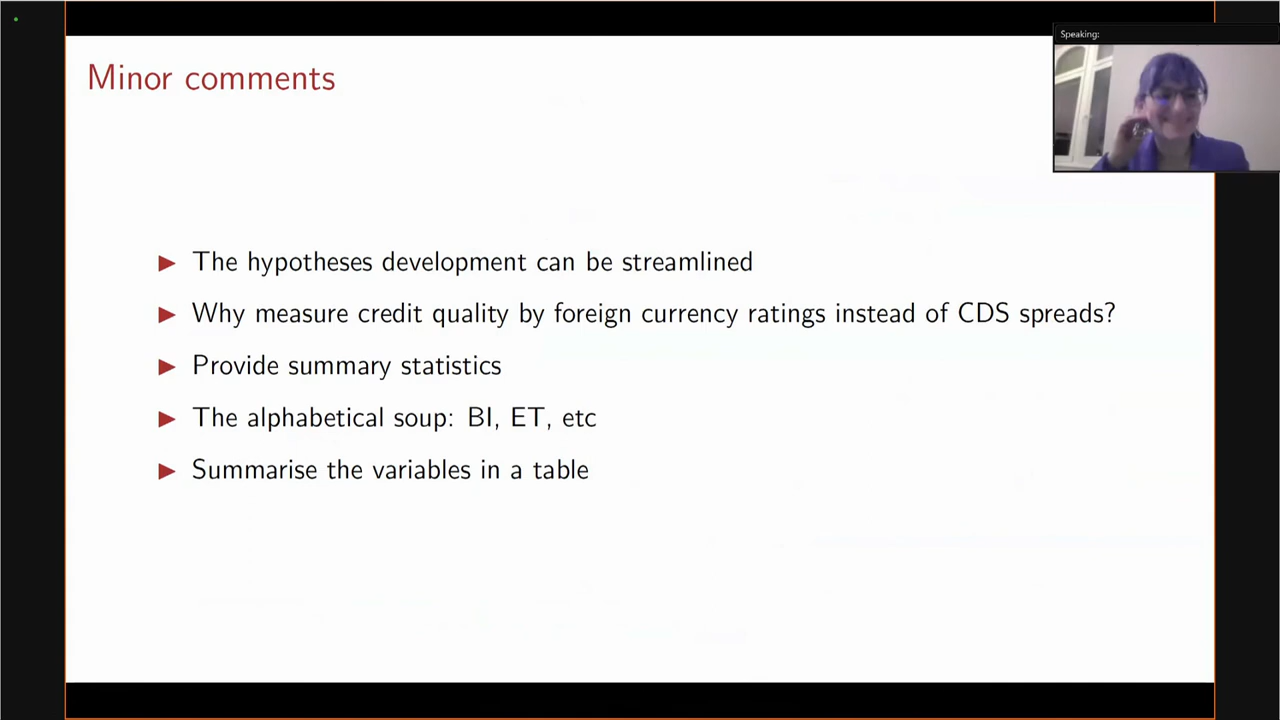 Speaking:
Minor comments
The hypotheses development can be streamlined
Why measure credit quality by foreign currency ratings instead of CDS spreads?
Provide summary statistics
The alphabetical soup: BI, ET, etc
Summarise the variables in a table